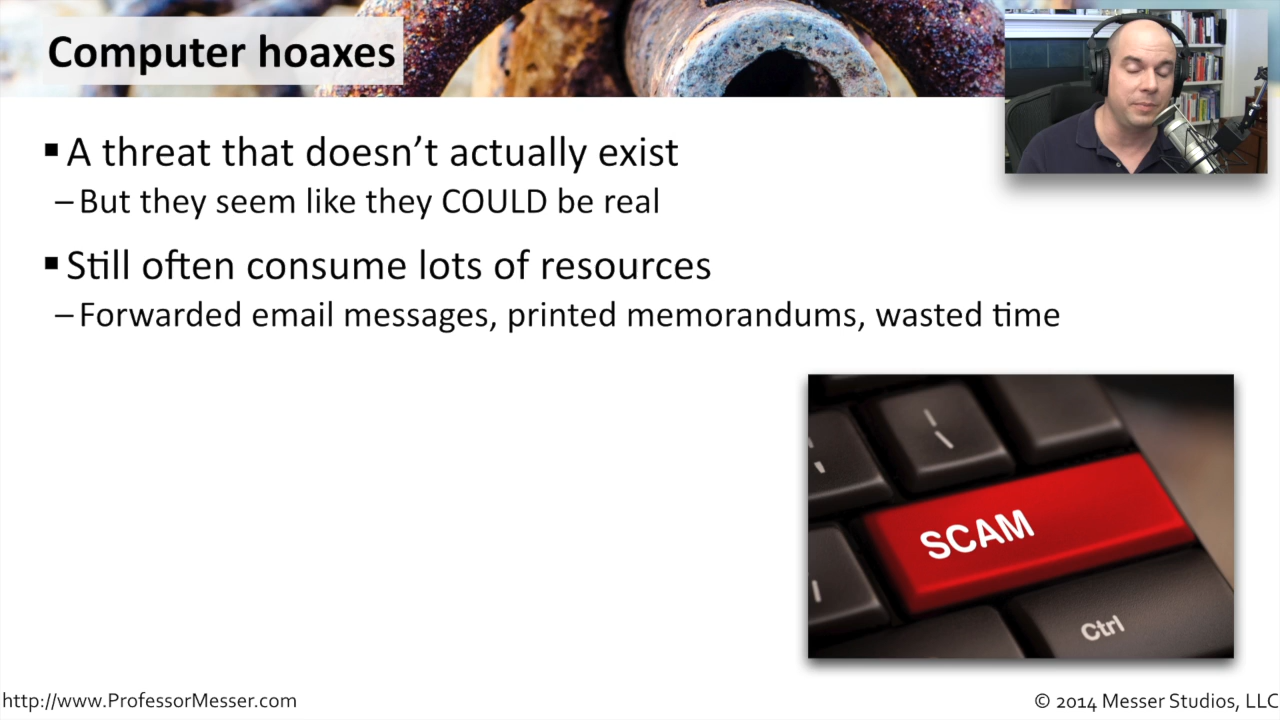 Computer hoaxes
▪ A threat that doesn't actually exist
– But they seem like they COULD be real
▪ Still often consume lots of resources
– Forwarded email messages, printed memorandums, wasted time
SCAM
Ctrl
http://www.ProfessorMesser.com
© 2014 Messer Studios, LLC